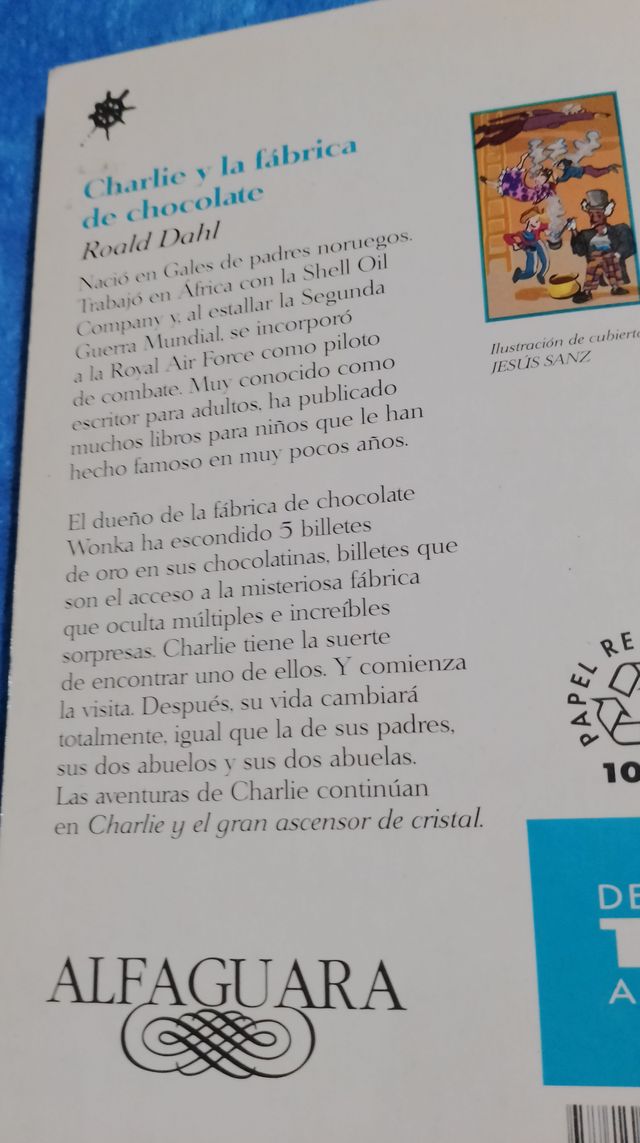 Charlie y la fábrica
de chocolate
Roald Dahl
Nació en Gales de padres noruegos.
Trabajó en África con la Shell Oil
Company y, al estallar la Segunda
Guerra Mundial, se incorporó
a la Royal Air Force como piloto
de combate. Muy conocido como
escritor para adultos, ha publicado
muchos libros para niños que le han
hecho famoso en muy pocos años.
El dueño de la fábrica de chocolate
Wonka ha escondido 5 billetes
de oro en sus chocolatinas, billetes que
son el acceso a la misteriosa fábrica
que oculta múltiples e increíbles
sorpresas. Charlie tiene la suerte
de encontrar uno de ellos. Y comienza
la visita. Después, su vida cambiará
totalmente, igual que la de sus padres,
sus dos abuelos y sus dos abuelas.
Las aventuras de Charlie continúan
en Charlie y el gran ascensor de cristal.
ALFAGUARA
Ilustración de
JESÚS SANZ
PAPEL RE
10
DE
1
A